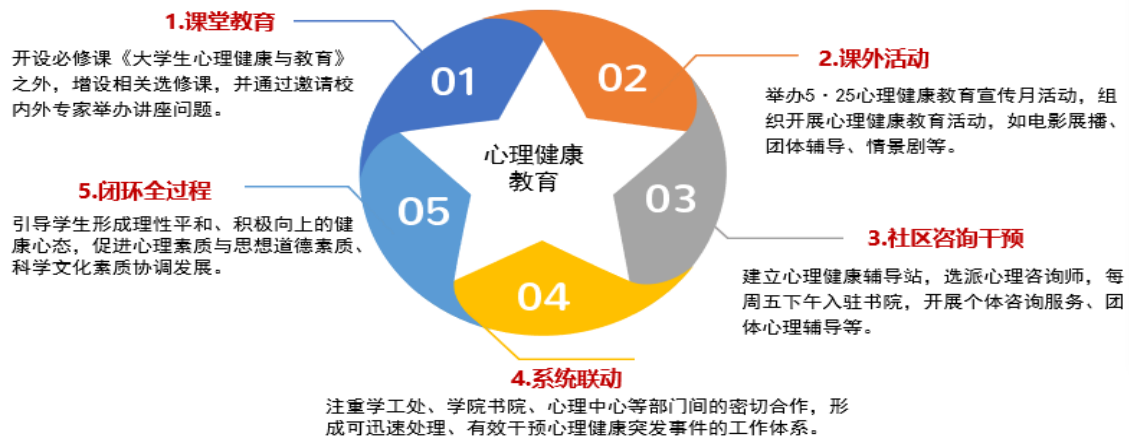 1.课堂教育
开设必修课《大学生心理健康与教育》
之外，增设相关选修课，并通过邀请校
内外专家举办讲座问题。
01
02
2.课外活动
举办5·25心理健康教育宣传月活动，组
织开展心理健康教育活动，如电影展播、
团体辅导、情景剧等。
心理健康
教育
03
3.社区咨询干预
建立心理健康辅导站，选派心理咨询师，每
周五下午入驻书院，开展个体咨询服务、团
体心理辅导等。
04
4.系统联动
注重学工处、学院书院、心理中心等部门间的密切合作，形
成可迅速处理、有效干预心理健康突发事件的工作体系。
05
5.闭环全过程
引导学生形成理性平和、积极向上的健
康心态，促进心理素质与思想道德素质、
科学文化素质协调发展。